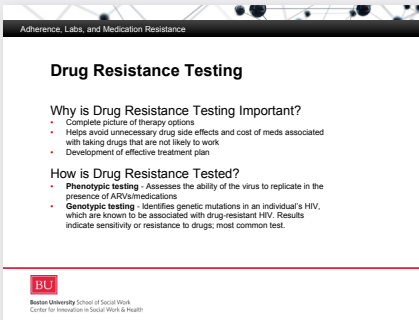 Adherence, Labs, and Medication Resistance
Drug Resistance Testing
Why is Drug Resistance Testing Important?
• Complete picture of therapy options
• Helps avoid unnecessary drug side effects and cost of meds associated
with taking drugs that are not likely to work
• Development of effective treatment plan
How is Drug Resistance Tested?
• Phenotypic testing - Assesses the ability of the virus to replicate in the
presence of ARVs/medications
• Genotypic testing - Identifies genetic mutations in an individual's HIV,
which are known to be associated with drug-resistant HIV. Results
indicate sensitivity or resistance to drugs; most common test.
BU
Boston University School of Social Work
Center for Innovation in Social Work & Health